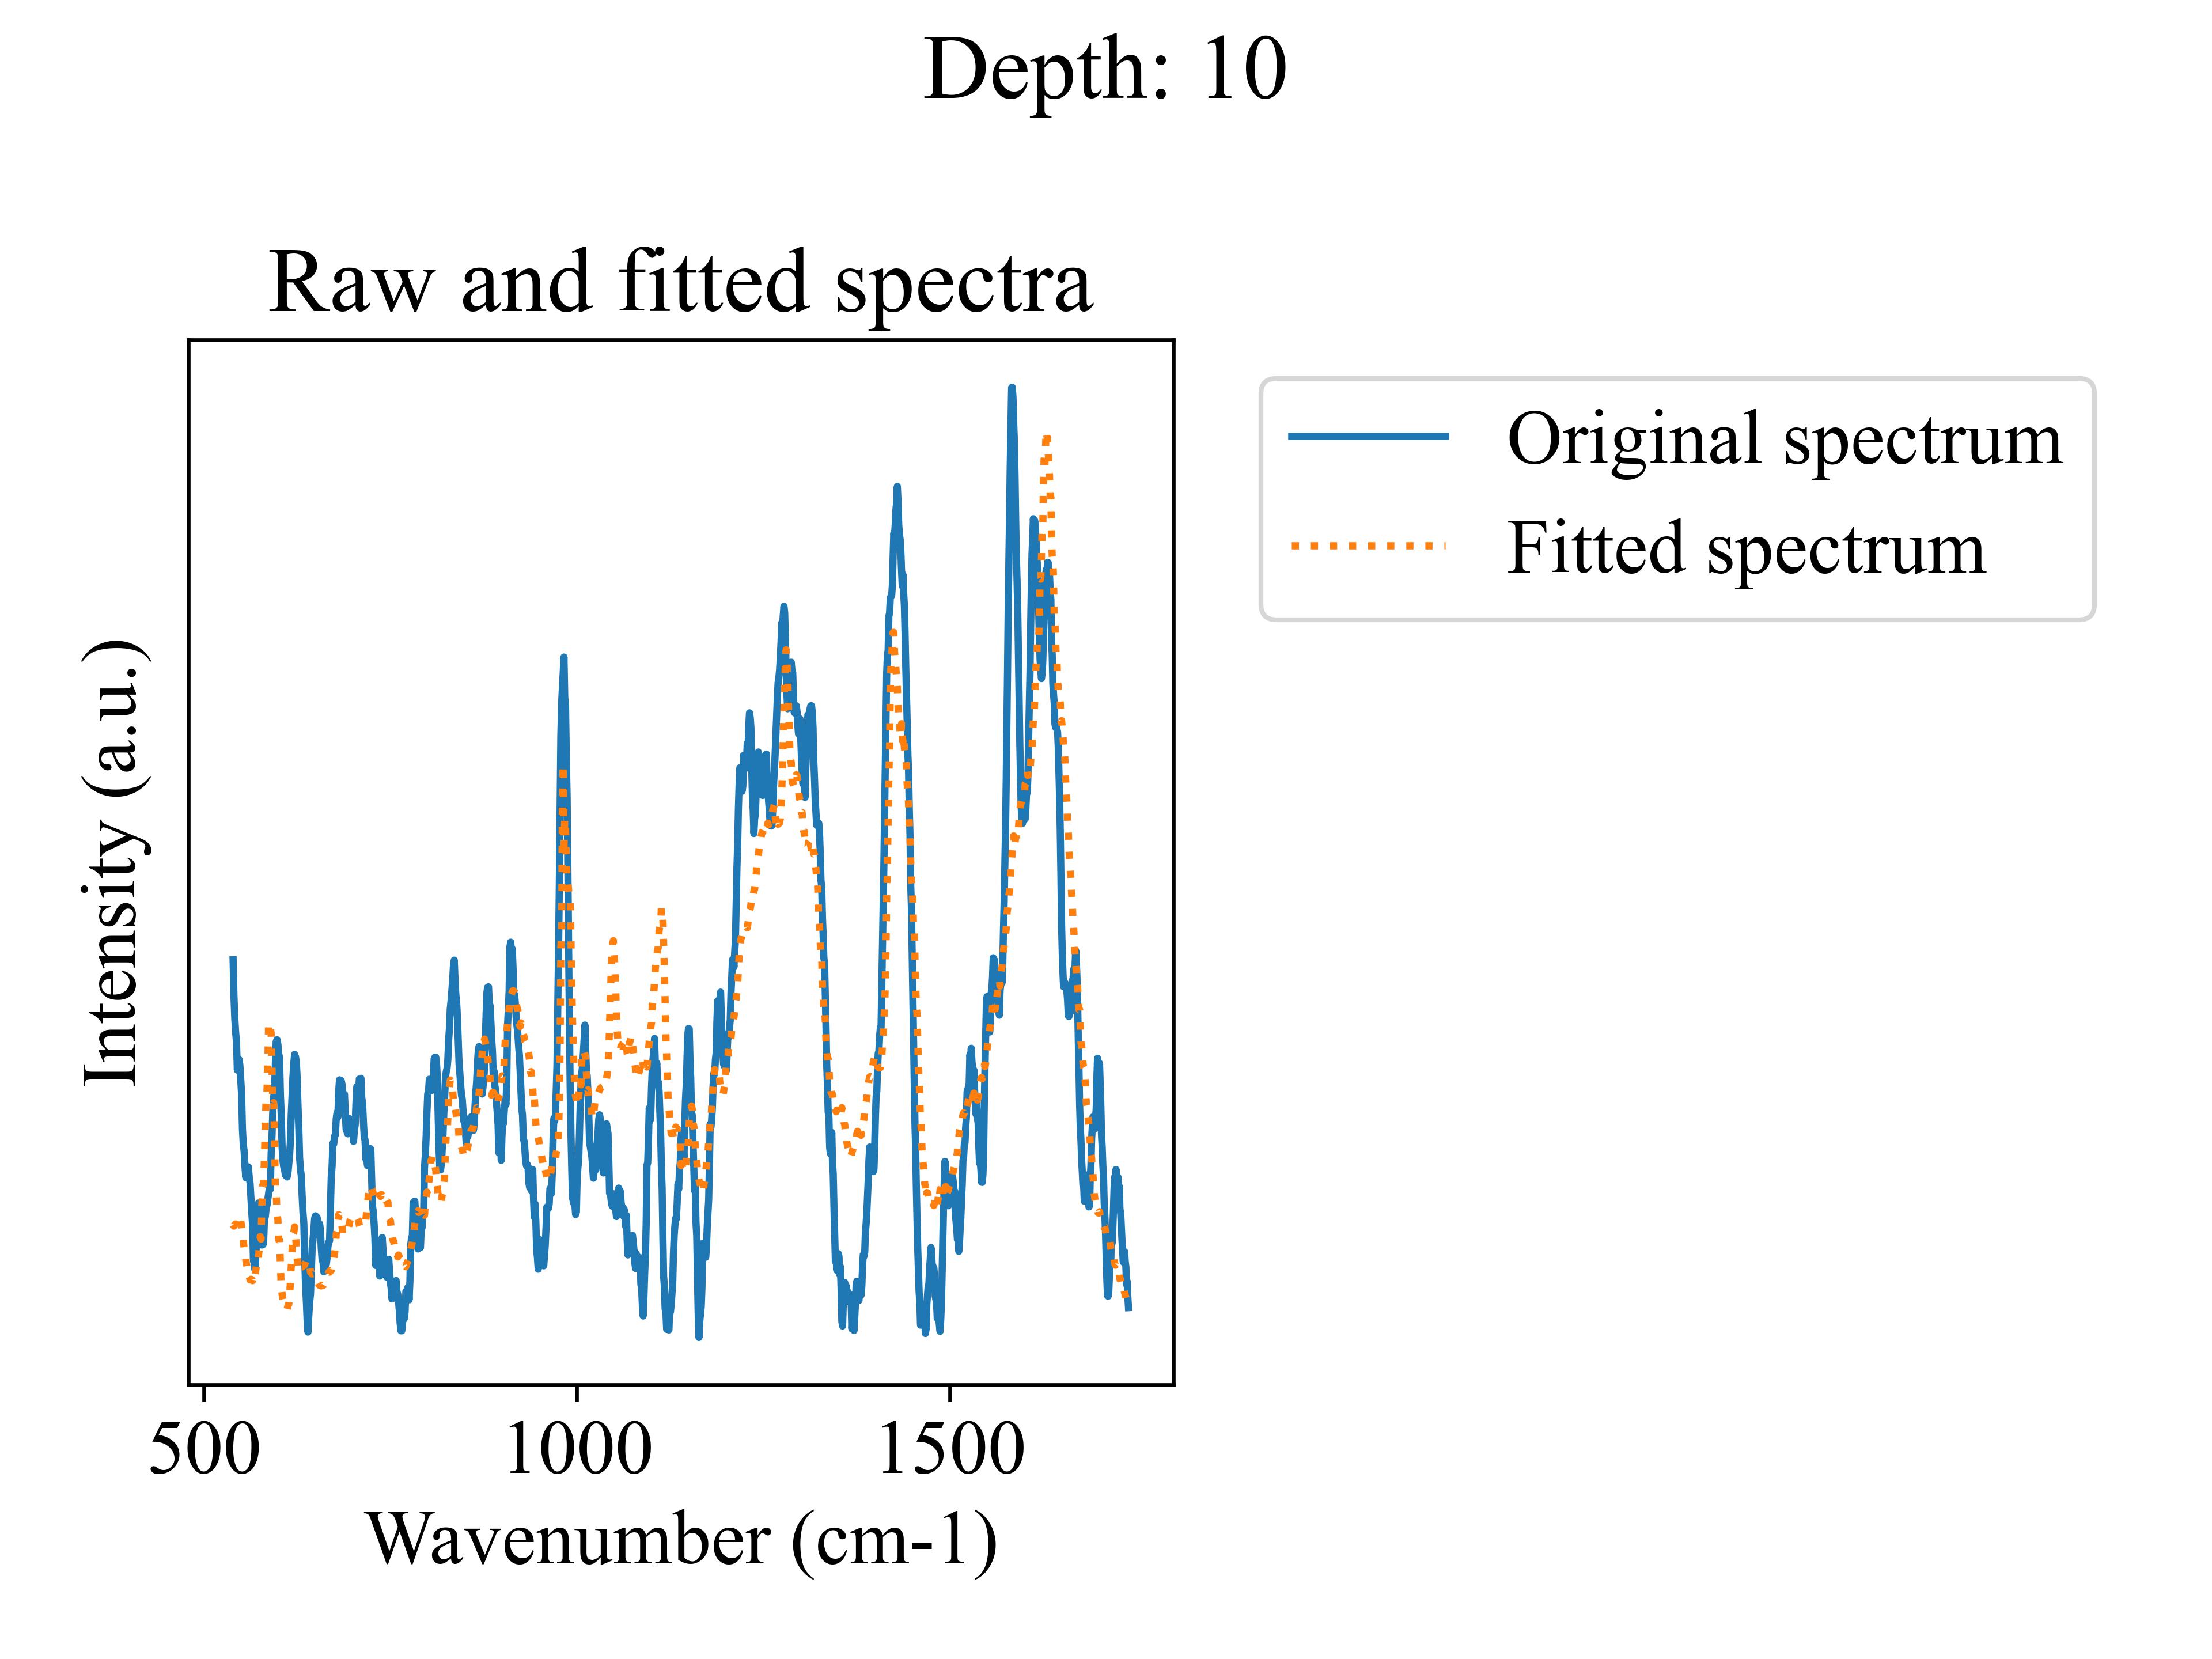 Depth: 10
Raw and fitted spectra
Original spectrum
Fitted spectrum
Intensity (a.u.)
500 1000 1500
Wavenumber (cm-1)